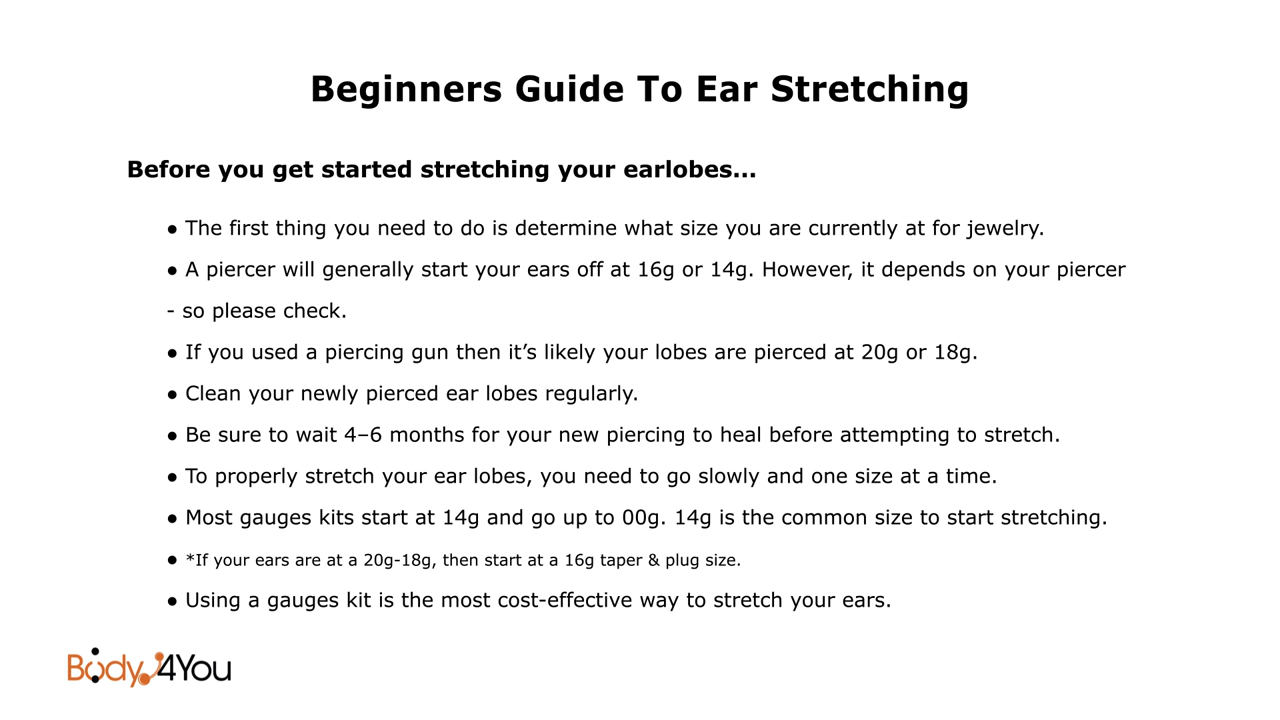 Beginners Guide To Ear Stretching
Before you get started stretching your earlobes...
● The first thing you need to do is determine what size you are currently at for jewelry.
● A piercer will generally start your ears off at 16g or 14g. However, it depends on your piercer
- so please check.
● If you used a piercing gun then it’s likely your lobes are pierced at 20g or 18g.
● Clean your newly pierced ear lobes regularly.
● Be sure to wait 4–6 months for your new piercing to heal before attempting to stretch.
● To properly stretch your ear lobes, you need to go slowly and one size at a time.
● Most gauges kits start at 14g and go up to 00g. 14g is the common size to start stretching.
● *If your ears are at a 20g-18g, then start at a 16g taper & plug size.
● Using a gauges kit is the most cost-effective way to stretch your ears.
Body4You